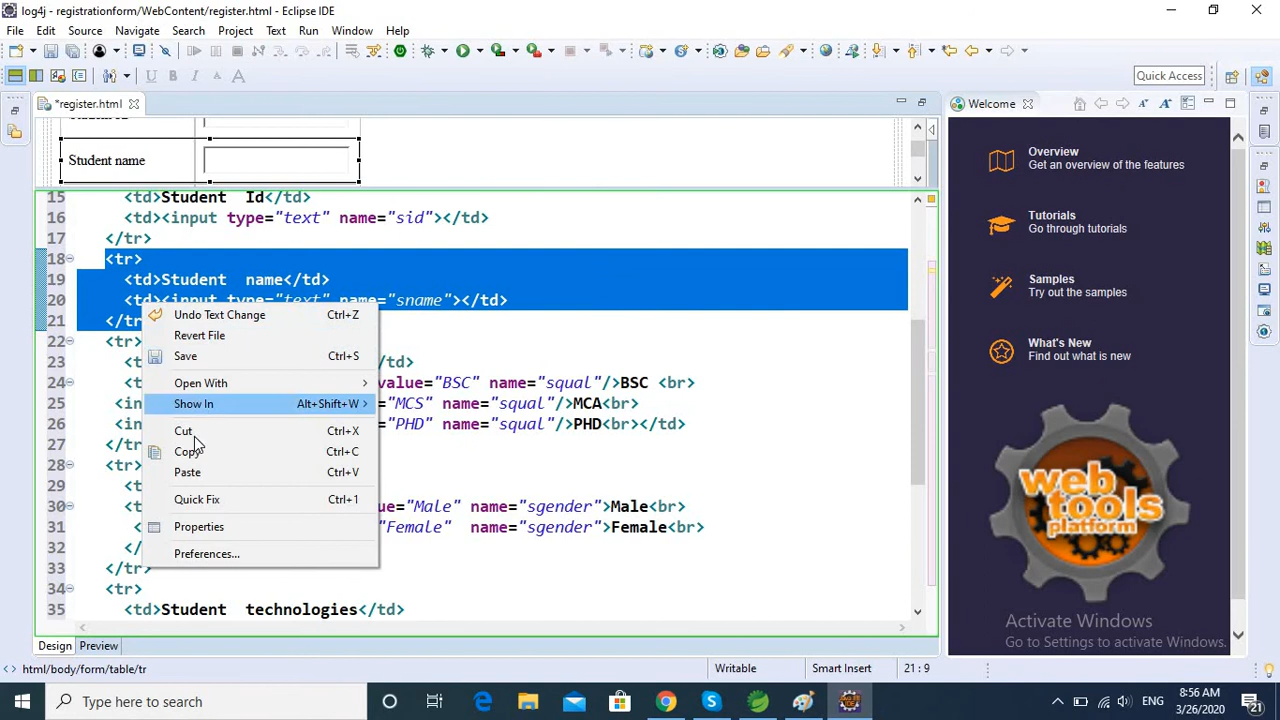 log4j - registrationform/WebContent/register.html - Eclipse IDE
File Edit Source Navigate Search Project Text Run Window Help
Quick Access
*register.html
Welcome
Student name
Overview
Get an overview of the features
Tutorials
Go through tutorials
Samples
Try out the samples
What's New
Find out what is new
web
tools
platform
15 <td>Student Id</td>
16 <td><input type="text" name="sid"></td>
17 </tr>
18 <tr>
19 <td>Student name</td>
20 <td><input type="text" name="sname"></td>
21 </tr
22 <tr>
23 </td>
24 value="BSC" name="squal"/>BSC <br>
25 "MCS" name="squal"/>MCA<br>
26 "PHD" name="squal"/>PHD<br></td>
27 </tr
28 <tr>
29
30 ue="Male" name="sgender">Male<br>
31 "Female" name="sgender">Female<br>
32
33 </tr>
34 <tr>
35 <td>Student technologies</td>
Undo Text Change Ctrl+Z
Revert File
Save Ctrl+S
Open With
Show In Alt+Shift+W
Cut Ctrl+X
Copy Ctrl+C
Paste Ctrl+V
Quick Fix Ctrl+1
Properties
Preferences...
Activate Windows
Go to Settings to activate Windows.
Design Preview
html/body/form/table/tr
Writable
Smart Insert
21 : 9
Type here to search
ENG
8:56 AM
3/26/2020
21